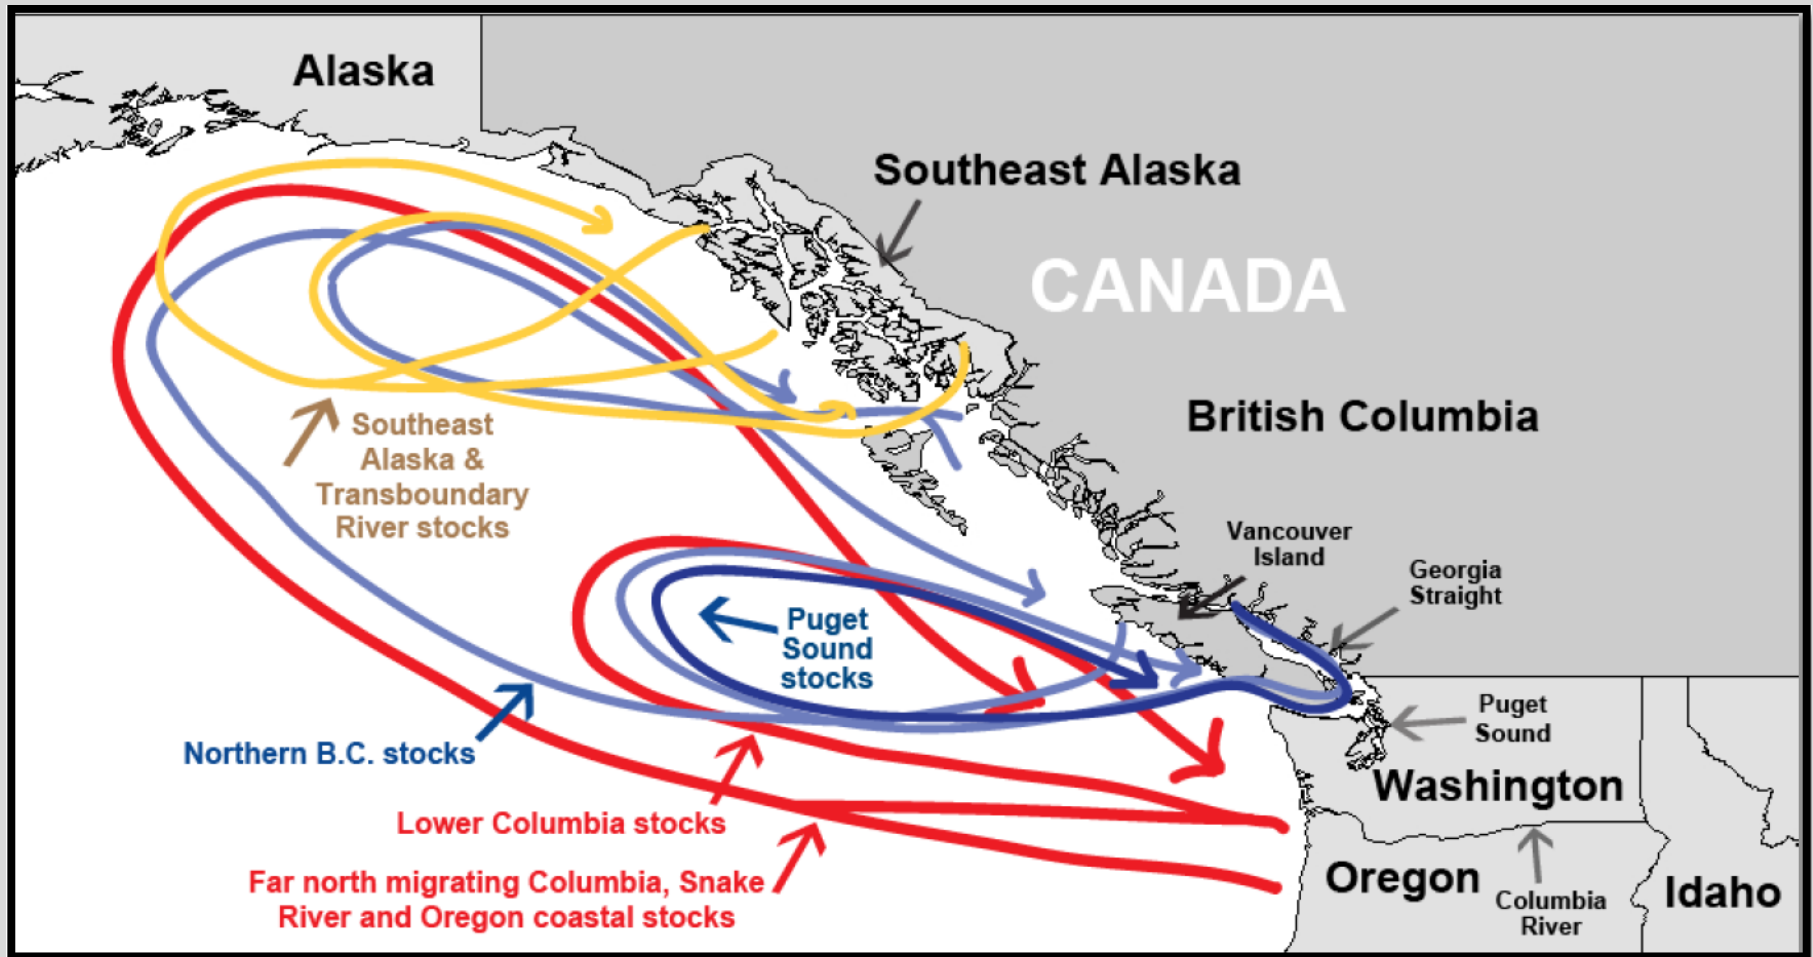 Alaska
Southeast Alaska
CANADA
British Columbia
Southeast
Alaska &
Transboundary
River stocks
Vancouver
Island
Georgia
Straight
Puget
Sound
stocks
Puget
Sound
Northern B.C. stocks
Washington
Lower Columbia stocks
Far north migrating Columbia, Snake
River and Oregon coastal stocks
Oregon
Columbia
River
Idaho